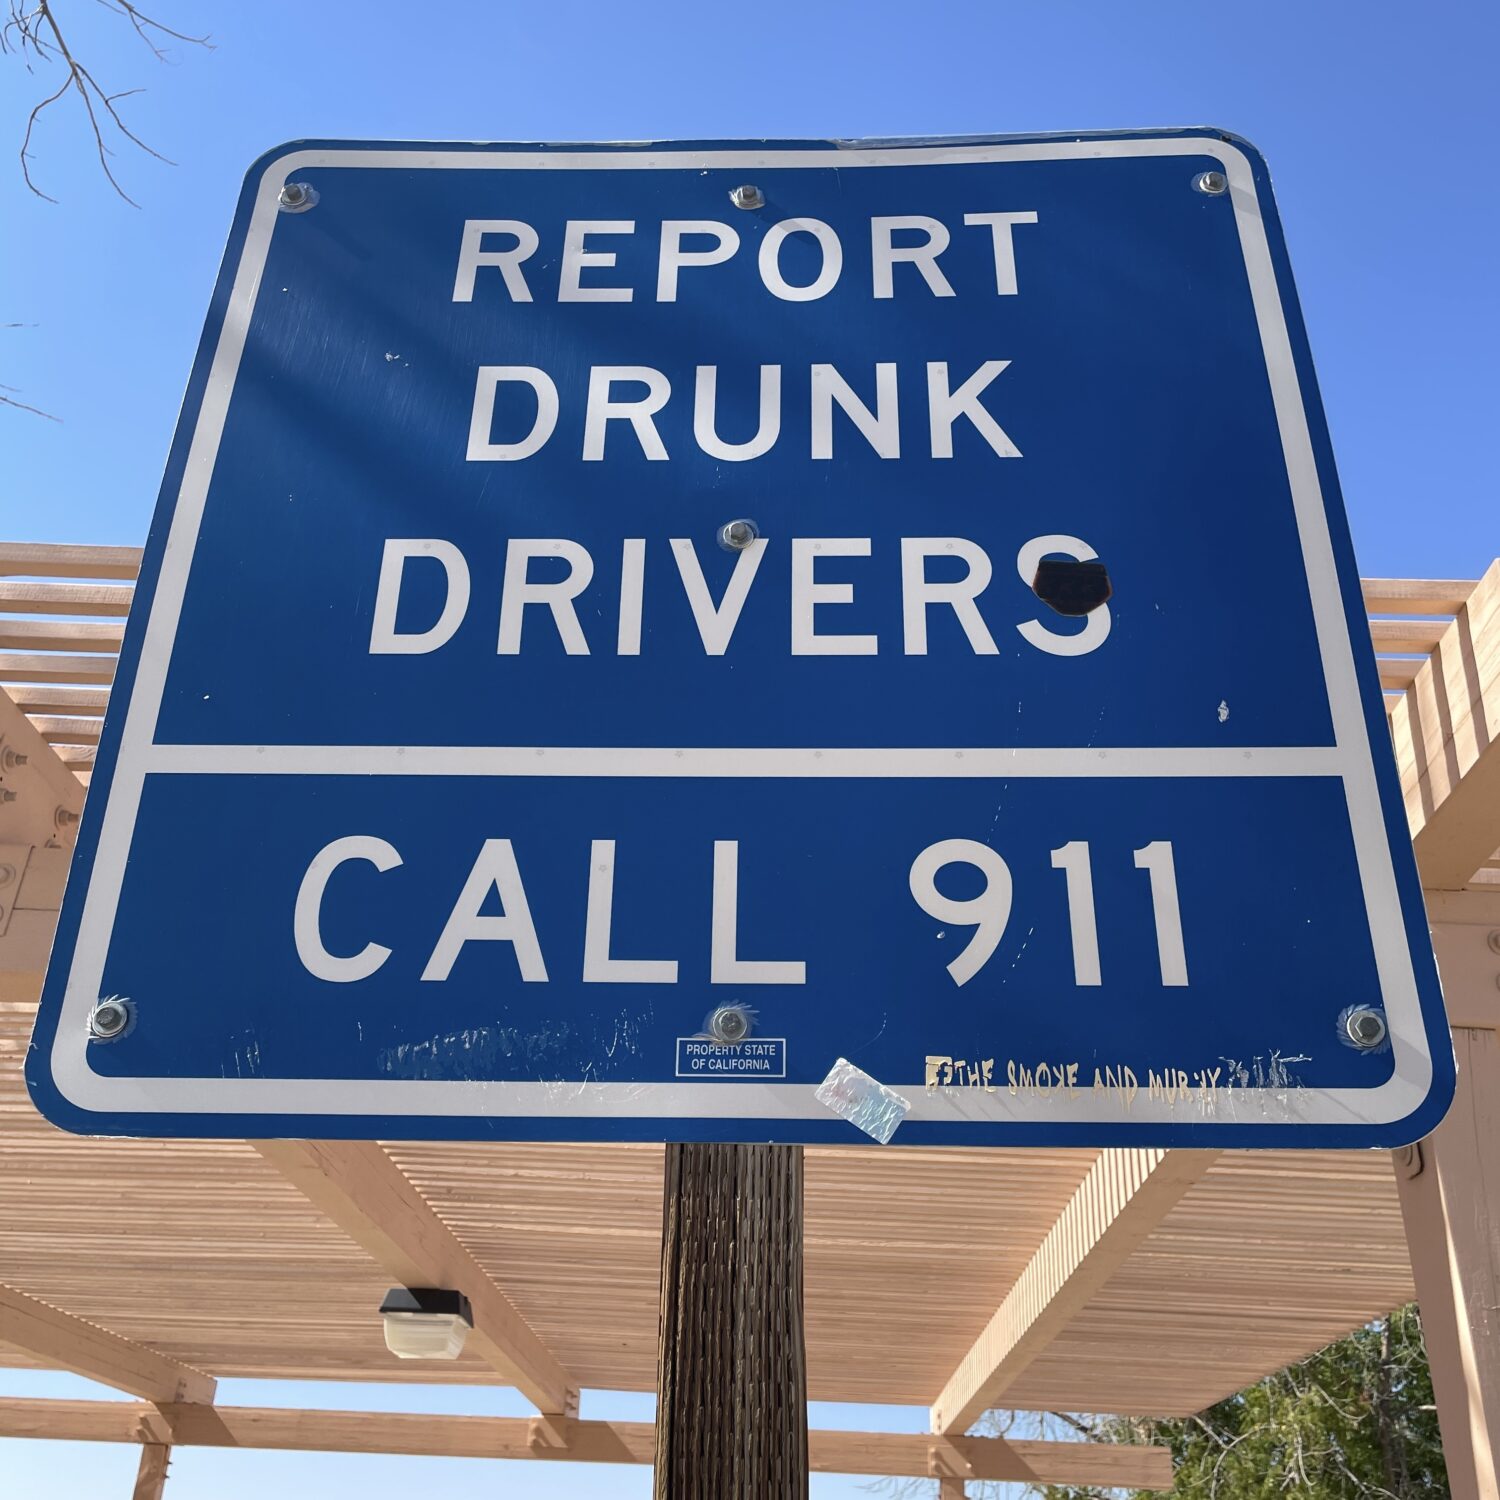 REPORT
DRUNK
DRIVERS
CALL 911
PROPERTY STATE
OF CALIFORNIA
THE SMOKE AND